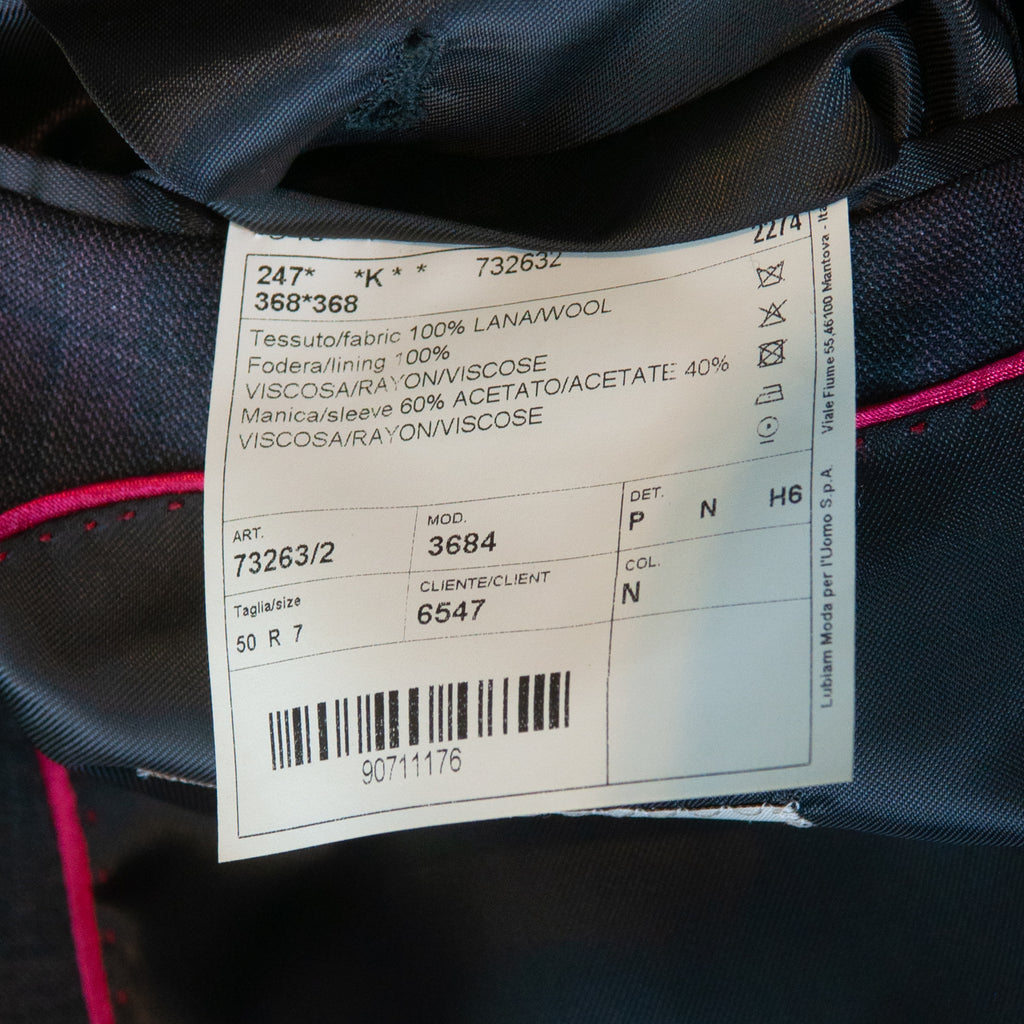 2274
247* *K * * 732632
368*368
Tessuto/fabric 100% LANA/WOOL
Fodera/lining 100%
VISCOSA/RAYON/VISCOSE
Manica/sleeve 60% ACETATO/ACETATE 40%
VISCOSA/RAYON/VISCOSE
ART.
73263/2
MOD.
3684
DET.
P N H6
Taglia/size
50 R 7
CLIENTE/CLIENT
6547
COL.
N
90711176
Lubiam Moda per l'Uomo S.p.A. Viale Fiume 55,46100 Mantova -